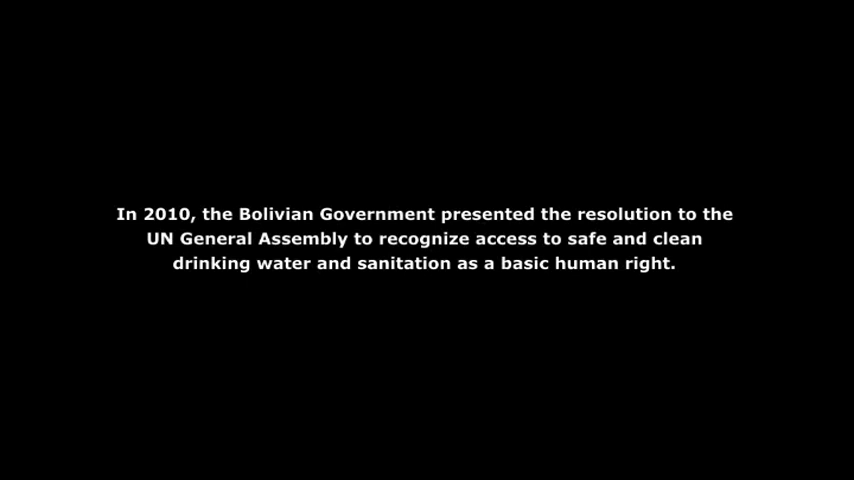 In 2010, the Bolivian Government presented the resolution to the
UN General Assembly to recognize access to safe and clean
drinking water and sanitation as a basic human right.